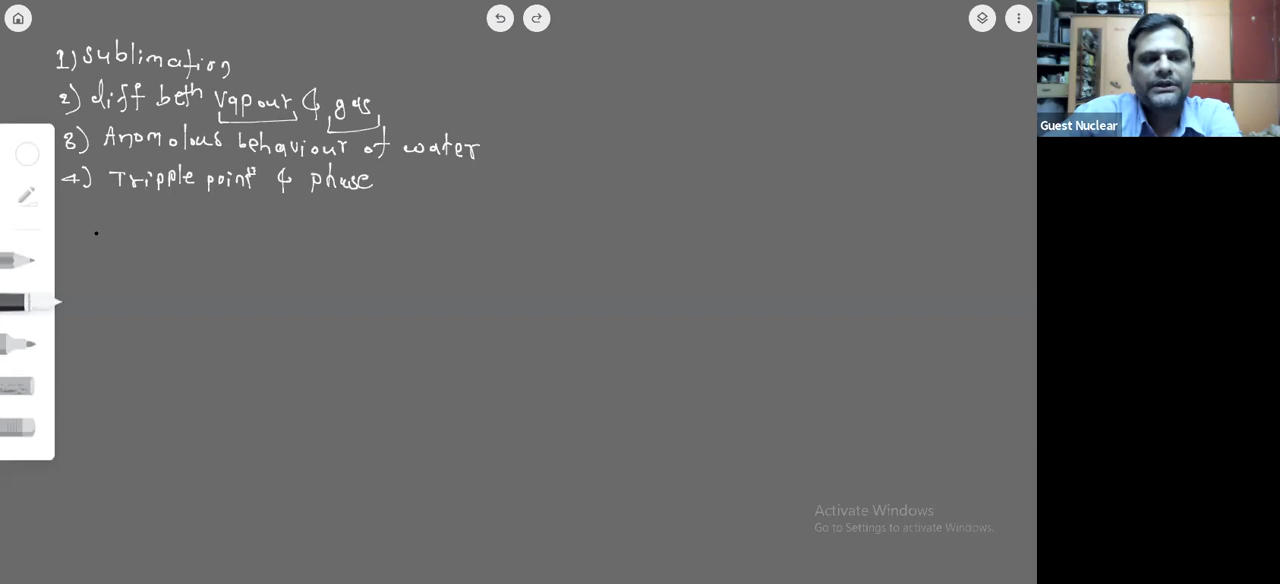 1) Sublimation
2) diff beth Vapour & gas
3) Anomolous behaviour of water
4) Tripple point & phase
Guest Nuclear
Activate Windows
Go to Settings to activate Windows.